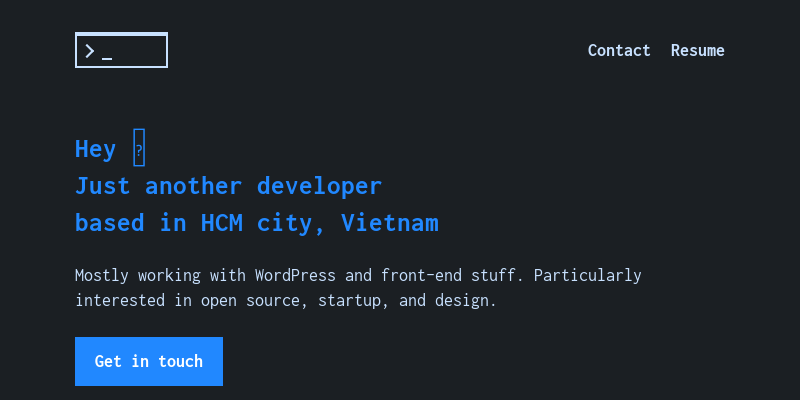 >_
Contact Resume
Hey
Just another developer
based in HCM city, Vietnam
Mostly working with WordPress and front-end stuff. Particularly
interested in open source, startup, and design.
Get in touch